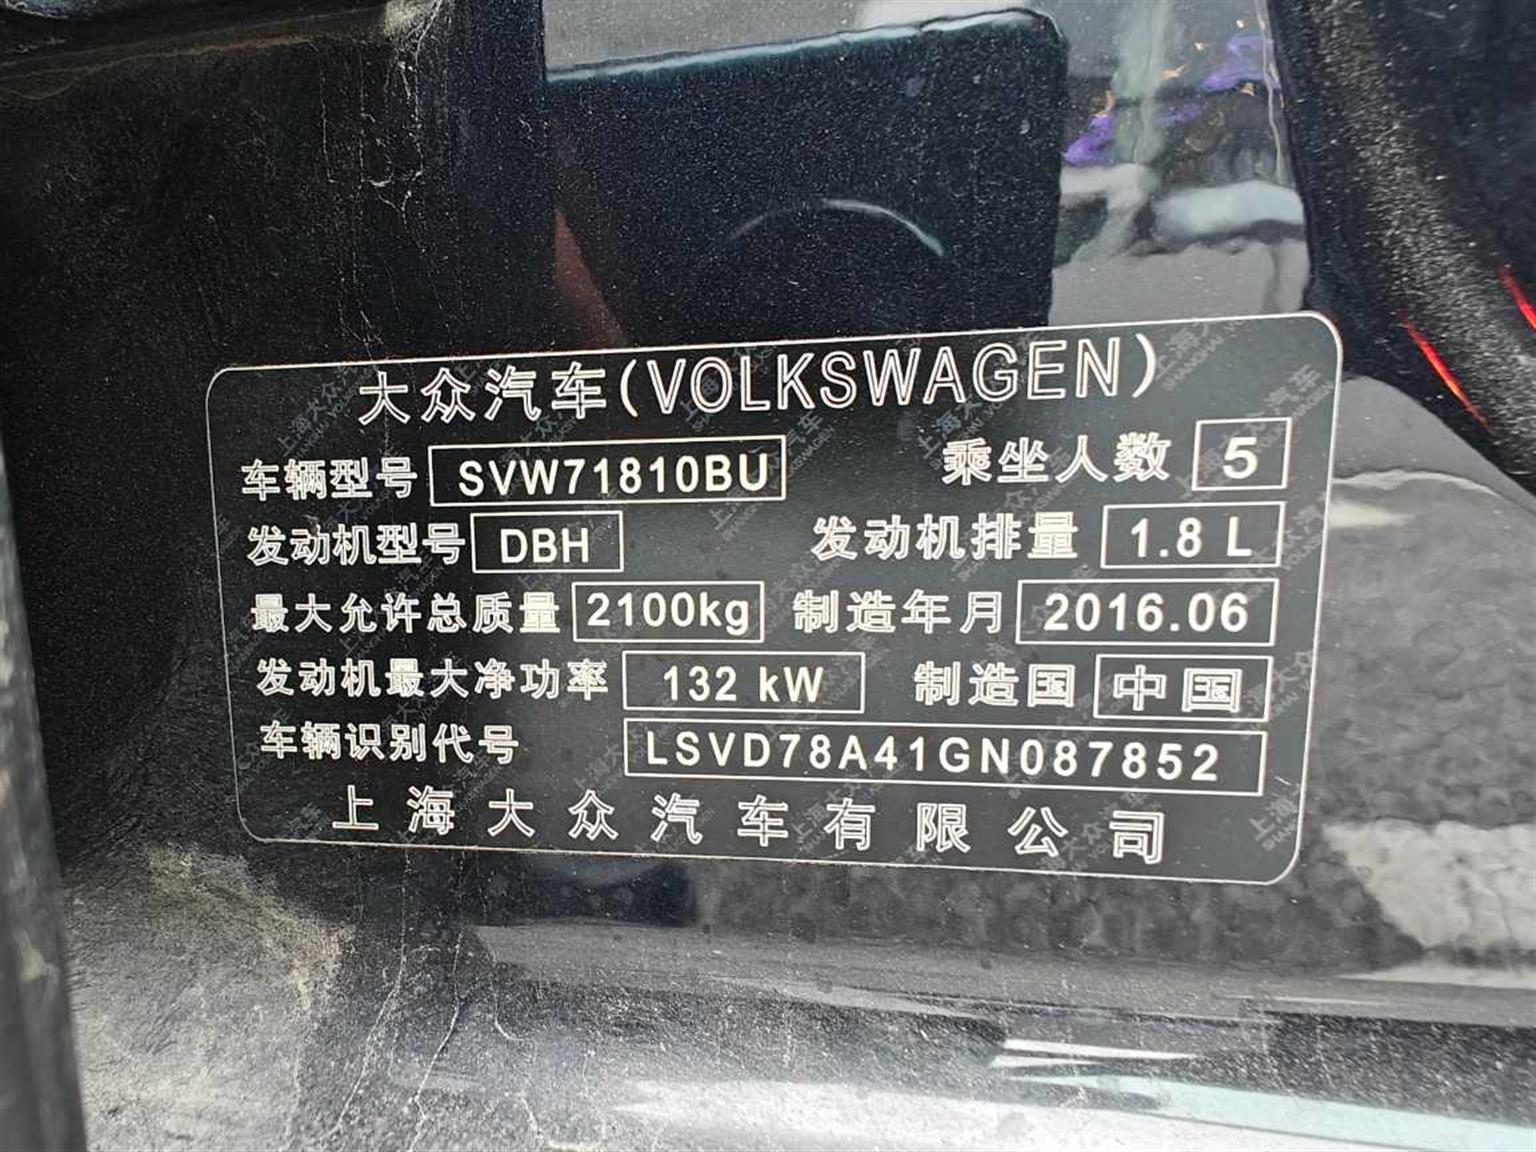 大众汽车(VOLKSWAGEN)
车辆型号 SVW71810BU 乘坐人数 5
发动机型号 DBH 发动机排量 1.8 L
最大允许总质量 2100kg 制造年月 2016.06
发动机最大净功率 132 kW 制造国 中国
车辆识别代号 LSVD78A41GN087852
上海大众汽车有限公司